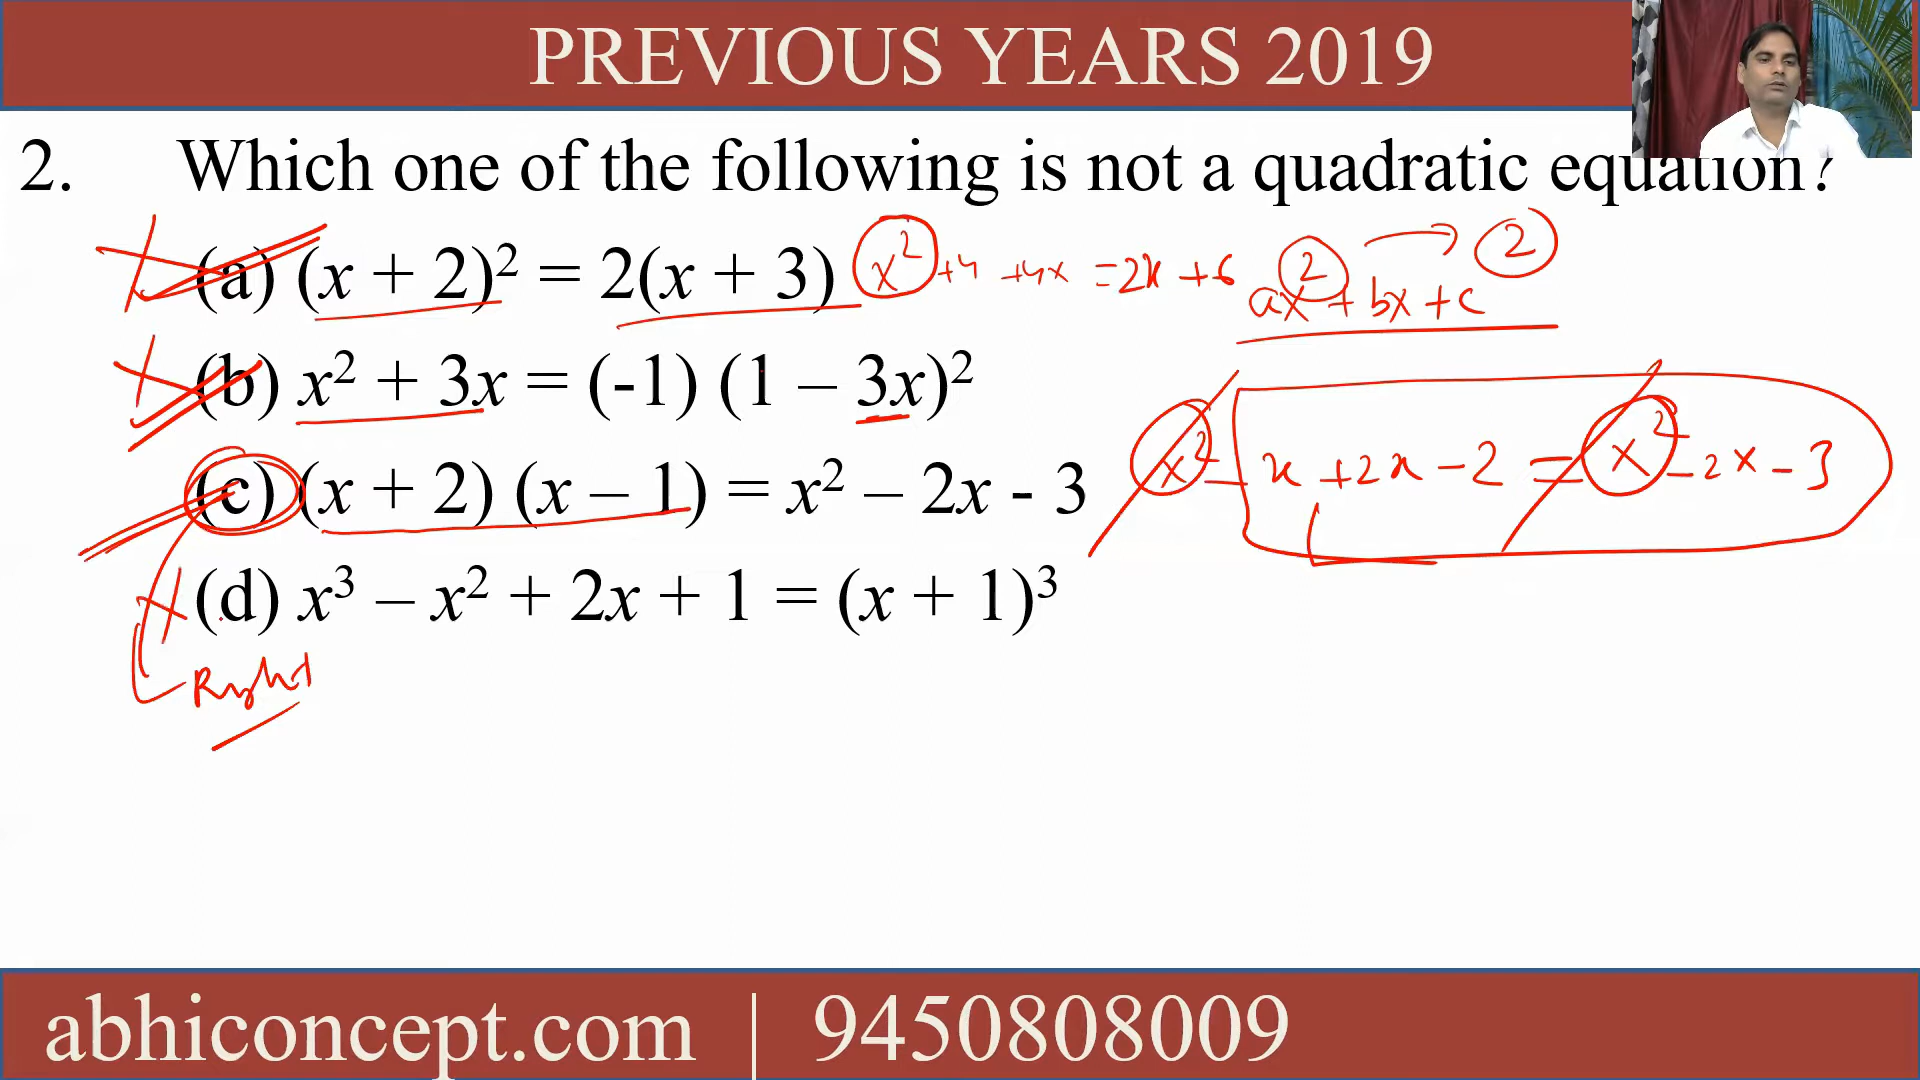 PREVIOUS YEARS 2019
2. Which one of the following is not a quadratic equation?
(a) (x + 2)² = 2(x + 3) x² +4 +4x = 2x + 6 ax² + bx + c → 2
(b) x² + 3x = (-1) (1 – 3x)²
x² - x + 2x - 2 = x² - 2x - 3
(c) (x + 2) (x – 1) = x² – 2x - 3
(d) x³ – x² + 2x + 1 = (x + 1)³
Right
abhiconcept.com | 9450808009